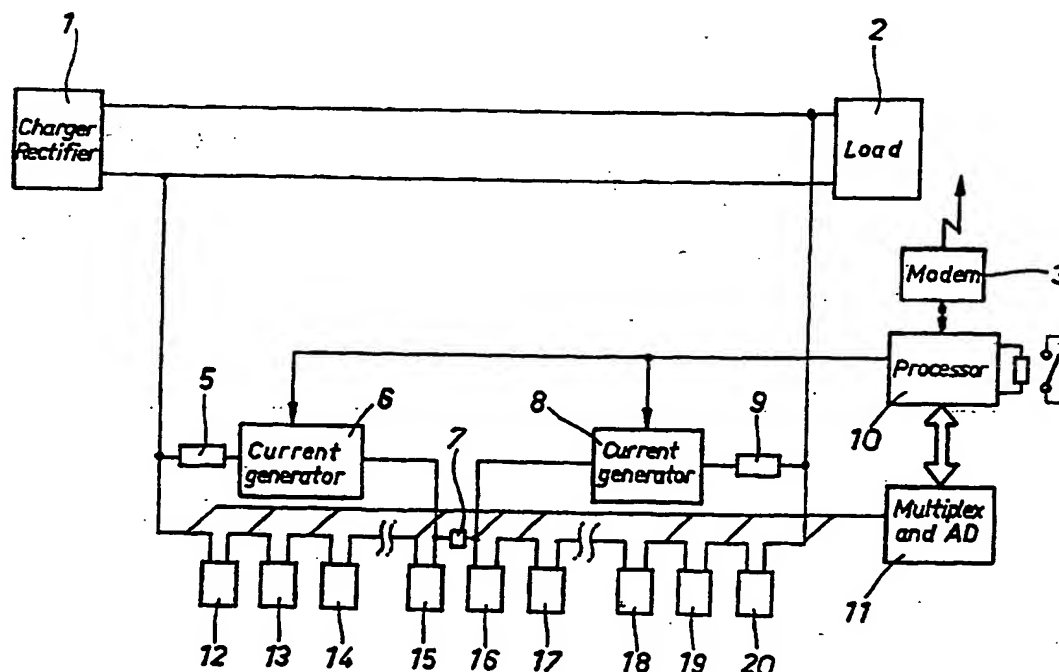 1
2
Charger
Rectifier
Load
3
Modem
Processor
10
5
6
8
9
Current
generator
7
Current
generator
Multiplex
and AD
11
12
13
14
15
16
17
18
19
20